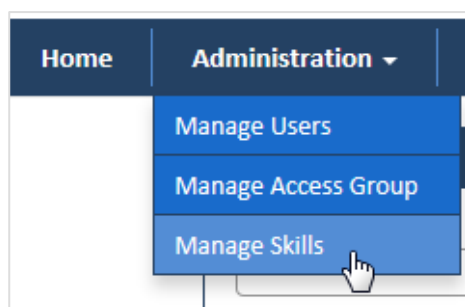 Home Administration
Manage Users
Manage Access Group
Manage Skills